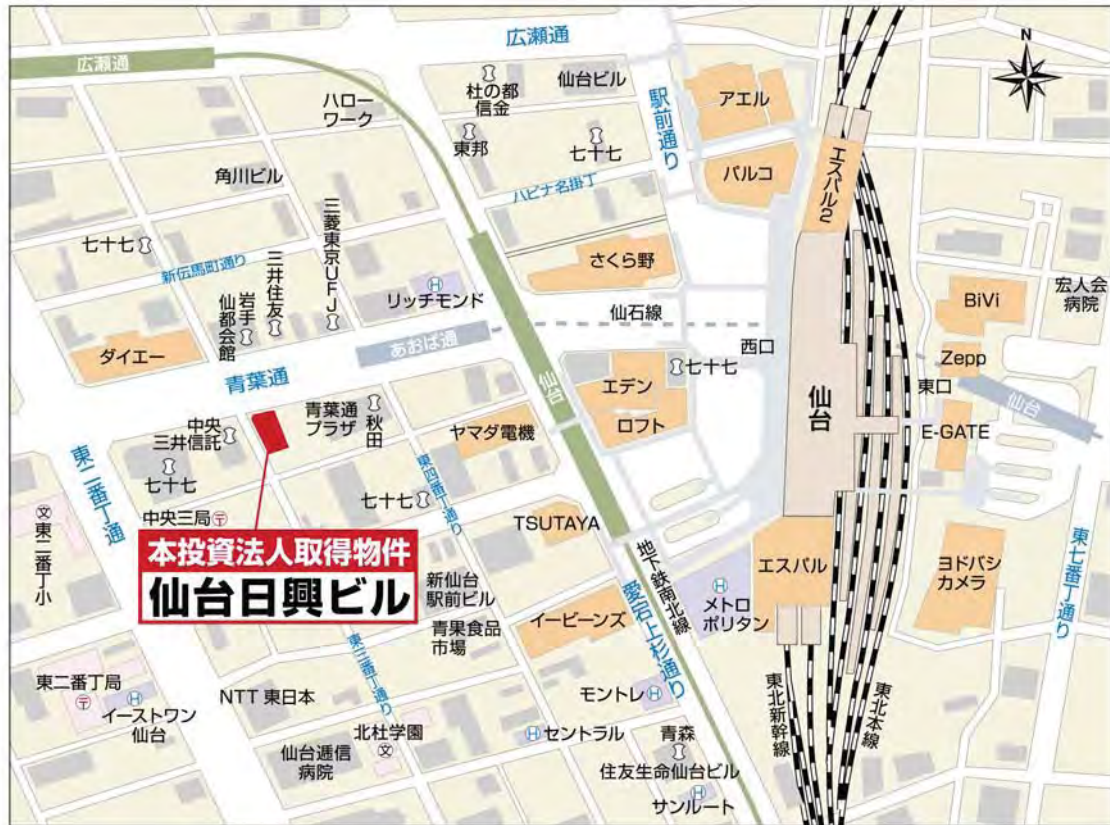 広瀬通
広瀬通
N
ハロー
ワーク
杜の都
信金
仙台ビル
駅前通り
アエル
東邦
七十七
パルコ
エスパル2
角川ビル
ハピナ名掛丁
七十七
新伝馬町通り
三井住友
三菱東京UFJ
リッチモンド
H
さくら野
仙石線
西口
BiVi
宏人会
病院
岩手
仙都会館
ダイエー
あおば通
青葉通
仙台
七十七
エデン
ロフト
仙台
Zepp
東口
仙台
E-GATE
中央
三井信託
青葉通
プラザ
秋田
ヤマダ電機
七十七
東二番丁通
東四番丁通り
七十七
中央三局
〒
文
東二番丁小
本投資法人取得物件
仙台日興ビル
TSUTAYA
地下鉄南北線
愛宕上杉通り
エスパル
ヨドバシ
カメラ
東七番丁通り
新仙台
駅前ビル
青果食品
市場
イービーンズ
H
メトロ
ポリタン
東三番丁通り
東二番丁局
〒
H
イーストワン
仙台
NTT 東日本
北杜学園
文
モントレ
H
東北新幹線
東北本線
仙台逓信
病院
H
セントラル
青森
住友生命仙台ビル
H
サンルート